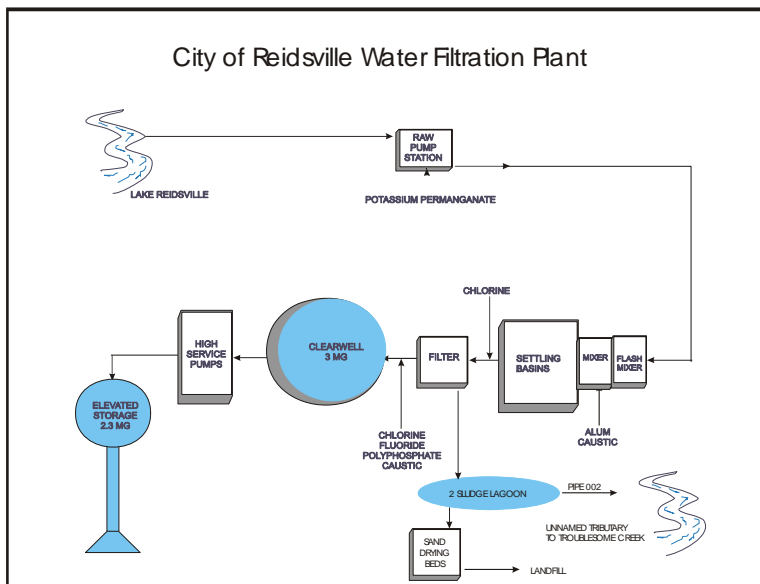 City of Reidsville Water Filtration Plant
RAW
PUMP
STATION
LAKE REIDSVILLE
POTASSIUM PERMANGANATE
CHLORINE
HIGH
SERVICE
PUMPS
CLEARWELL
3 MG
FILTER
SETTLING
BASINS
MIXER
FLASH
MIXER
ELEVATED
STORAGE
2.3 MG
CHLORINE
FLUORIDE
POLYPHOSPHATE
CAUSTIC
ALUM
CAUSTIC
2 SLUDGE LAGOON
PIPE 002
UNNAMED TRIBUTARY
TO TROUBLESOME CREEK
SAND
DRYING
BEDS
LANDFILL